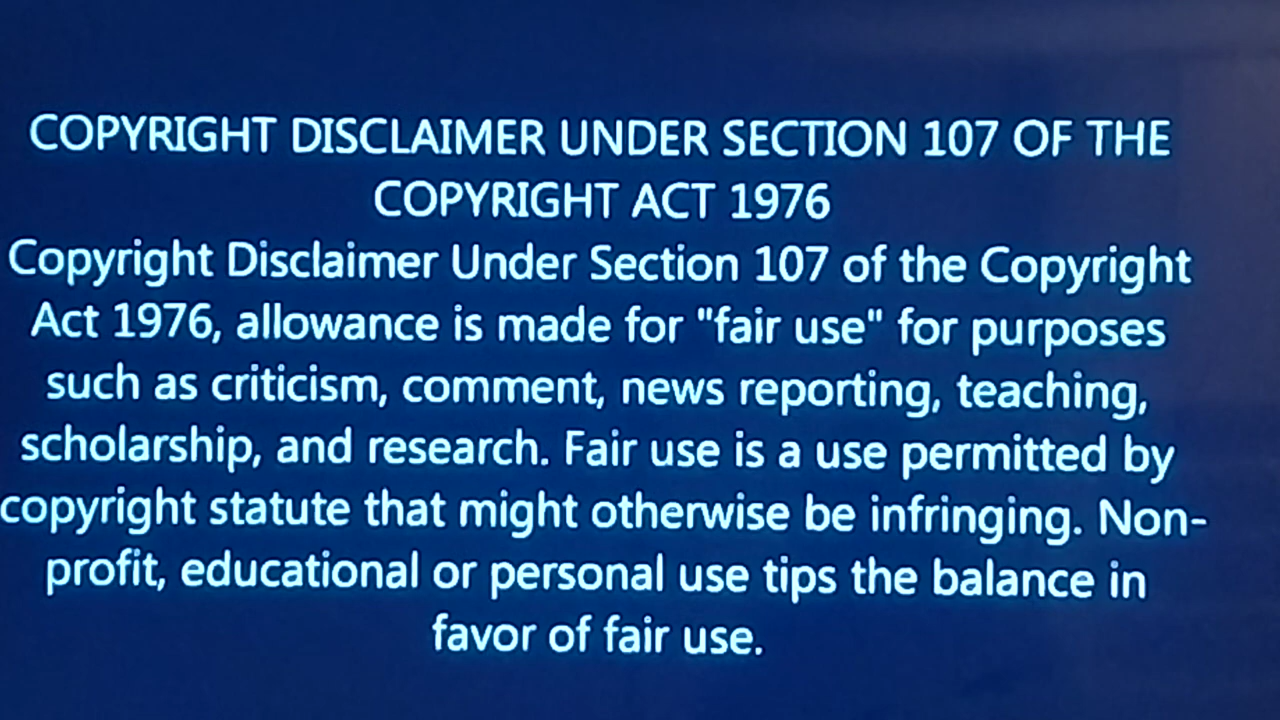 COPYRIGHT DISCLAIMER UNDER SECTION 107 OF THE
COPYRIGHT ACT 1976
Copyright Disclaimer Under Section 107 of the Copyright
Act 1976, allowance is made for "fair use" for purposes
such as criticism, comment, news reporting, teaching,
scholarship, and research. Fair use is a use permitted by
copyright statute that might otherwise be infringing. Non-
profit, educational or personal use tips the balance in
favor of fair use.